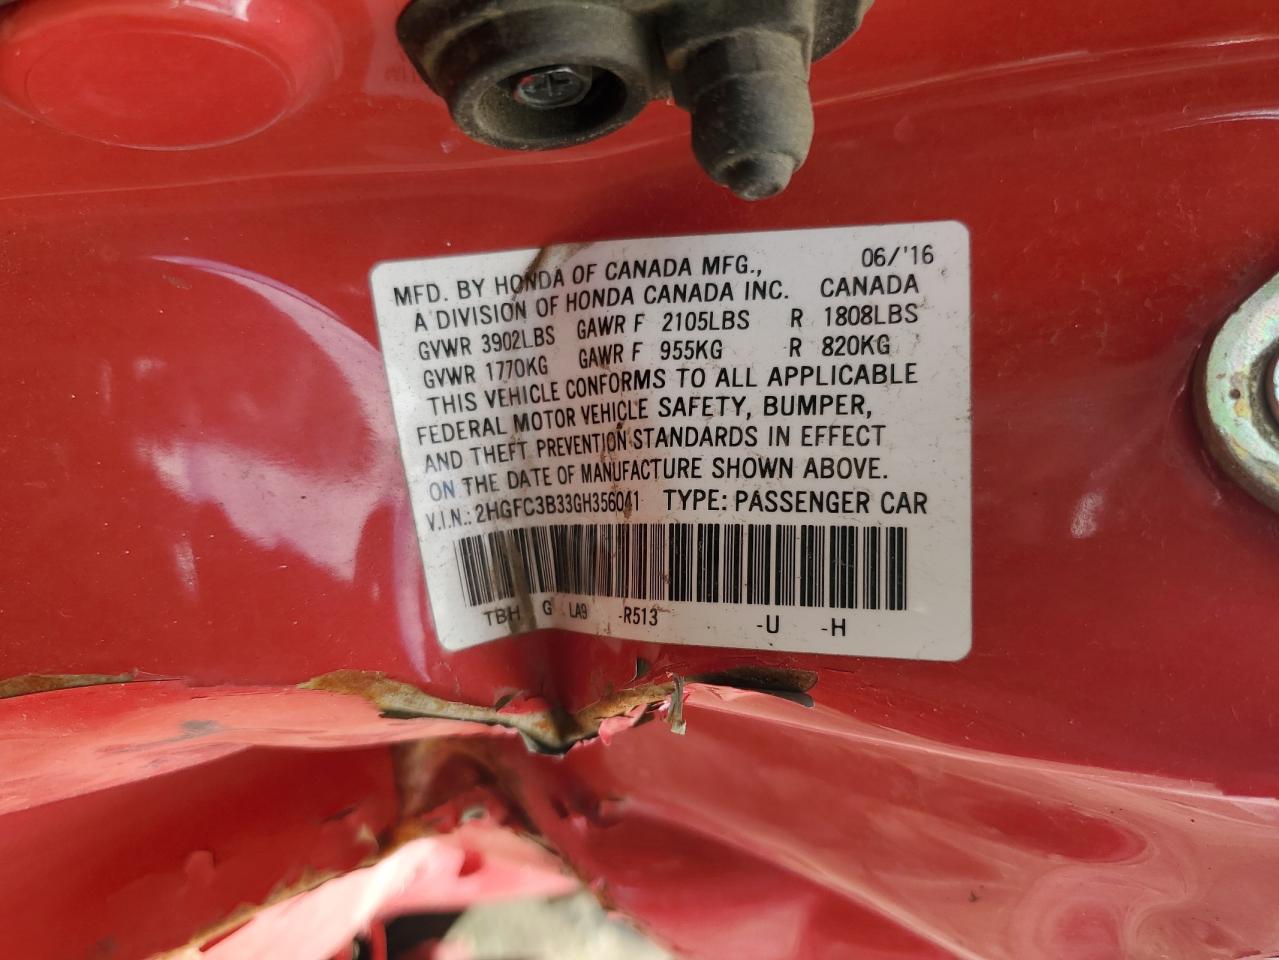 MFD. BY HONDA OF CANADA MFG., 06/'16
A DIVISION OF HONDA CANADA INC. CANADA
GVWR 3902LBS GAWR F 2105LBS R 1808LBS
GVWR 1770KG GAWR F 955KG R 820KG
THIS VEHICLE CONFORMS TO ALL APPLICABLE
FEDERAL MOTOR VEHICLE SAFETY, BUMPER,
AND THEFT PREVENTION STANDARDS IN EFFECT
ON THE DATE OF MANUFACTURE SHOWN ABOVE.
V.I.N.: 2HGFC3B33GH356041 TYPE: PASSENGER CAR
TBH G LA9 -R513 -U -H